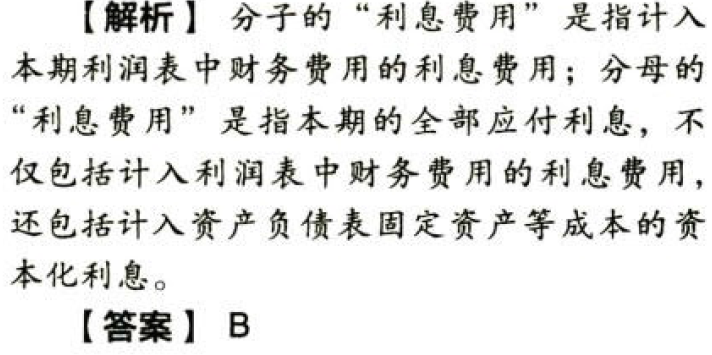 【解析】 分子的“利息费用”是指计入
本期利润表中财务费用的利息费用；分母的
“利息费用”是指本期的全部应付利息，不
仅包括计入利润表中财务费用的利息费用，
还包括计入资产负债表固定资产等成本的资
本化利息。
【答案】 B